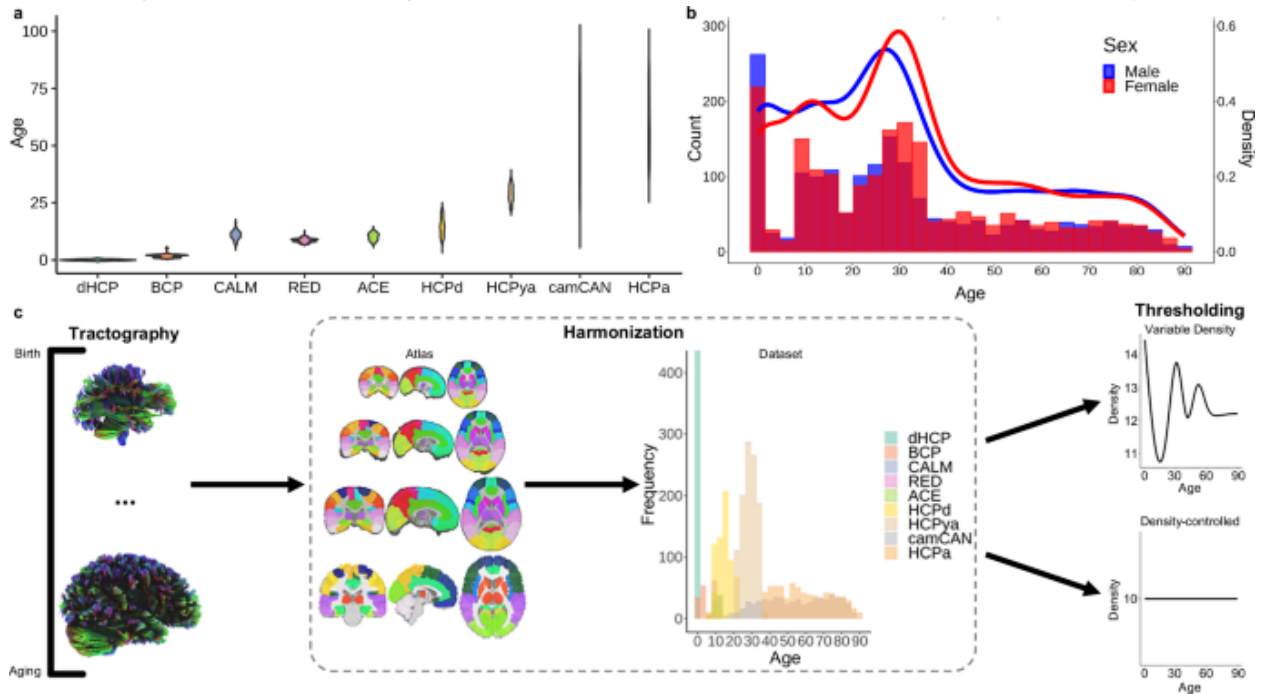 a
100
75
50
25
0
Age
dHCP BCP CALM RED ACE HCPd HCPya camCAN HCPa
b
300
200
100
0
Count
0.6
0.4
0.2
0.0
Density
Sex
Male
Female
0 10 20 30 40 50 60 70 80 90
Age
c
Tractography
Birth
...
Aging
Harmonization
Atlas
Dataset
400
300
200
100
0
Frequency
0 10 20 30 40 50 60 70 80 90
Age
dHCP
BCP
CALM
RED
ACE
HCPd
HCPya
camCAN
HCPa
Thresholding
Variable Density
14
13
12
11
Density
0 30 60 90
Age
Density-controlled
10
Density
0 30 60 90
Age